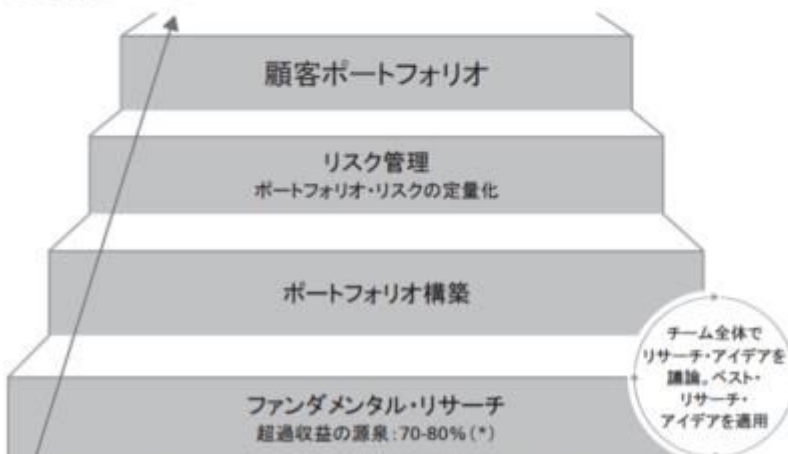 顧客ポートフォリオ
リスク管理
ポートフォリオ・リスクの定量化
ポートフォリオ構築
チーム全体で
リサーチ・アイデアを
議論。ベスト・
リサーチ・
アイデアを適用
ファンダメンタル・リサーチ
超過収益の源泉：70-80%（*）